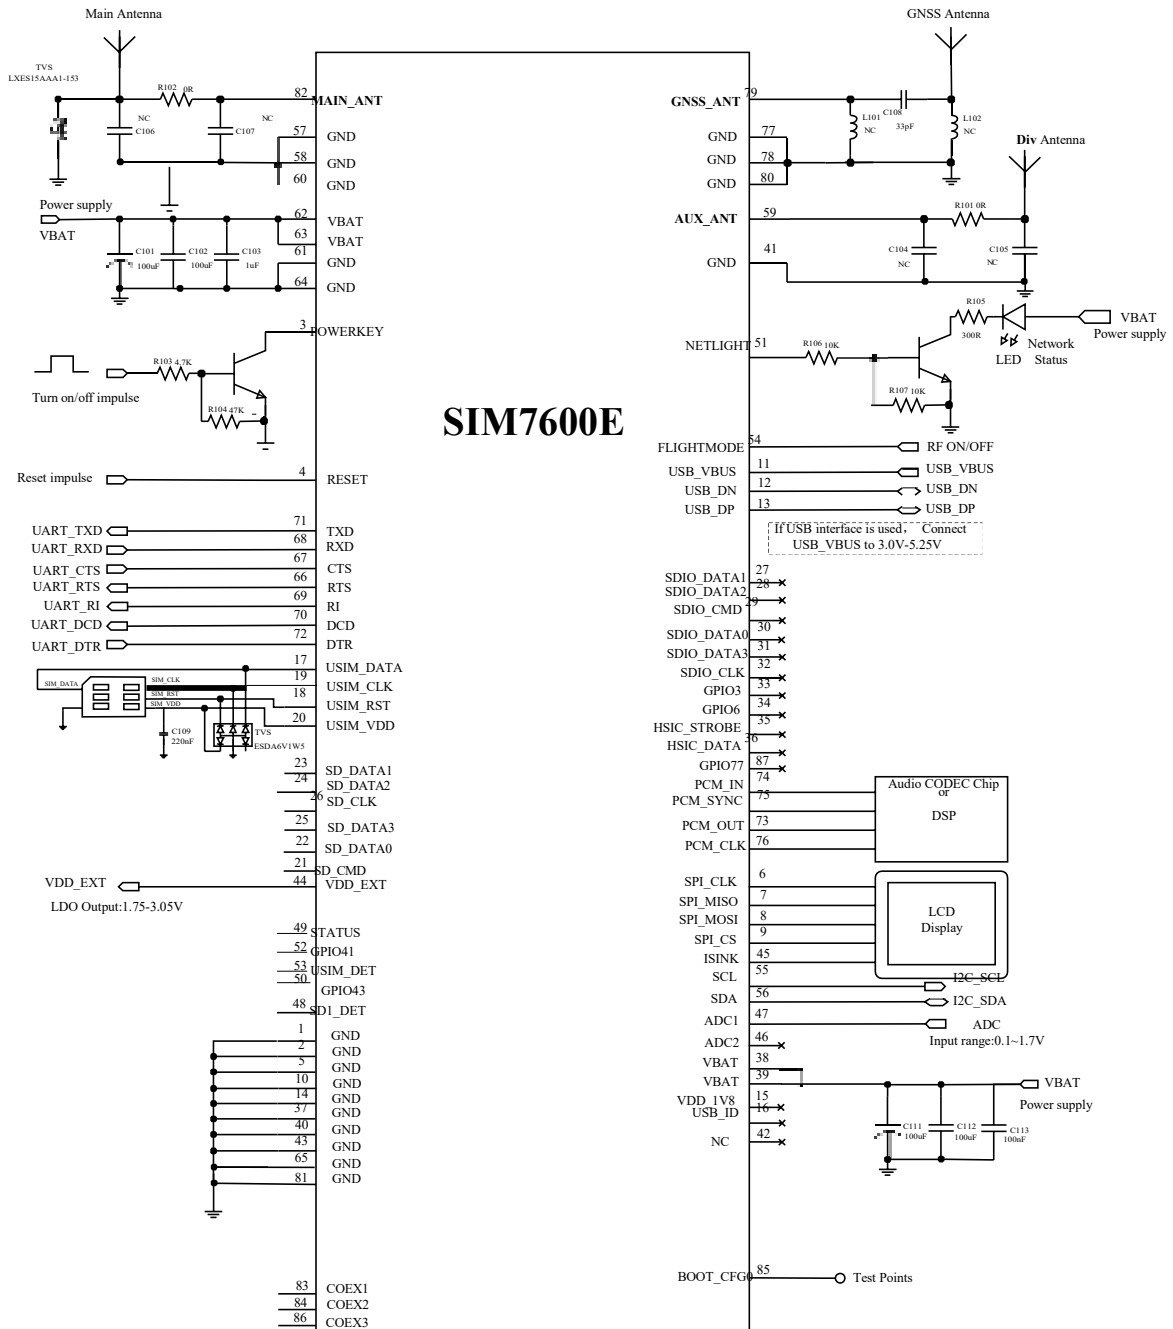 Main Antenna
GNSS Antenna
TVS
LXES15AAA1-153
R102 0R
82
MAIN_ANT
79
GNSS_ANT
C108
33pF
NC
C106
NC
C107
L101
NC
L102
NC
57
GND
58
GND
60
GND
77
GND
78
GND
80
GND
Div Antenna
Power supply
VBAT
62
VBAT
63
VBAT
61
GND
64
GND
C101
100uF
C102
100uF
C103
1uF
59
AUX_ANT
R101 0R
41
GND
C104
NC
C105
NC
3
POWERKEY
R103 4.7K
Turn on/off impulse
R104 47K
51
NETLIGHT
R106 10K
R107 10K
R105
300R
LED
Network
Status
VBAT
Power supply
SIM7600E
54
FLIGHTMODE
RF ON/OFF
4
RESET
Reset impulse
11
USB_VBUS
USB_VBUS
12
USB_DN
USB_DN
13
USB_DP
USB_DP
If USB interface is used， Connect
USB_VBUS to 3.0V-5.25V
UART_TXD
71
TXD
UART_RXD
68
RXD
UART_CTS
67
CTS
UART_RTS
66
RTS
UART_RI
69
RI
UART_DCD
70
DCD
UART_DTR
72
DTR
27
SDIO_DATA1
28
SDIO_DATA2
29
SDIO_CMD
30
SDIO_DATA0
31
SDIO_DATA3
32
SDIO_CLK
33
GPIO3
34
GPIO6
35
HSIC_STROBE
36
HSIC_DATA
87
GPIO77
17
USIM_DATA
19
USIM_CLK
18
USIM_RST
20
USIM_VDD
SIM_DATA
SIM_CLK
SIM_RST
SIM_VDD
C109
220nF
TVS
ESDA6V1W5
23
SD_DATA1
24
SD_DATA2
26
SD_CLK
25
SD_DATA3
22
SD_DATA0
21
SD_CMD
44
VDD_EXT
VDD_EXT
LDO Output:1.75-3.05V
74
PCM_IN
75
PCM_SYNC
73
PCM_OUT
76
PCM_CLK
Audio CODEC Chip
or
DSP
6
SPI_CLK
7
SPI_MISO
8
SPI_MOSI
9
SPI_CS
45
ISINK
LCD
Display
49
STATUS
52
GPIO41
53
USIM_DET
50
GPIO43
48
SD1_DET
55
SCL
I2C_SCL
56
SDA
I2C_SDA
47
ADC1
ADC
Input range:0.1~1.7V
46
ADC2
38
VBAT
39
VBAT
VBAT
Power supply
15
VDD_1V8
16
USB_ID
42
NC
C111
100uF
C112
100uF
C113
100nF
1
GND
2
GND
5
GND
10
GND
14
GND
37
GND
40
GND
43
GND
65
GND
81
GND
83
COEX1
84
COEX2
86
COEX3
85
BOOT_CFG0
Test Points